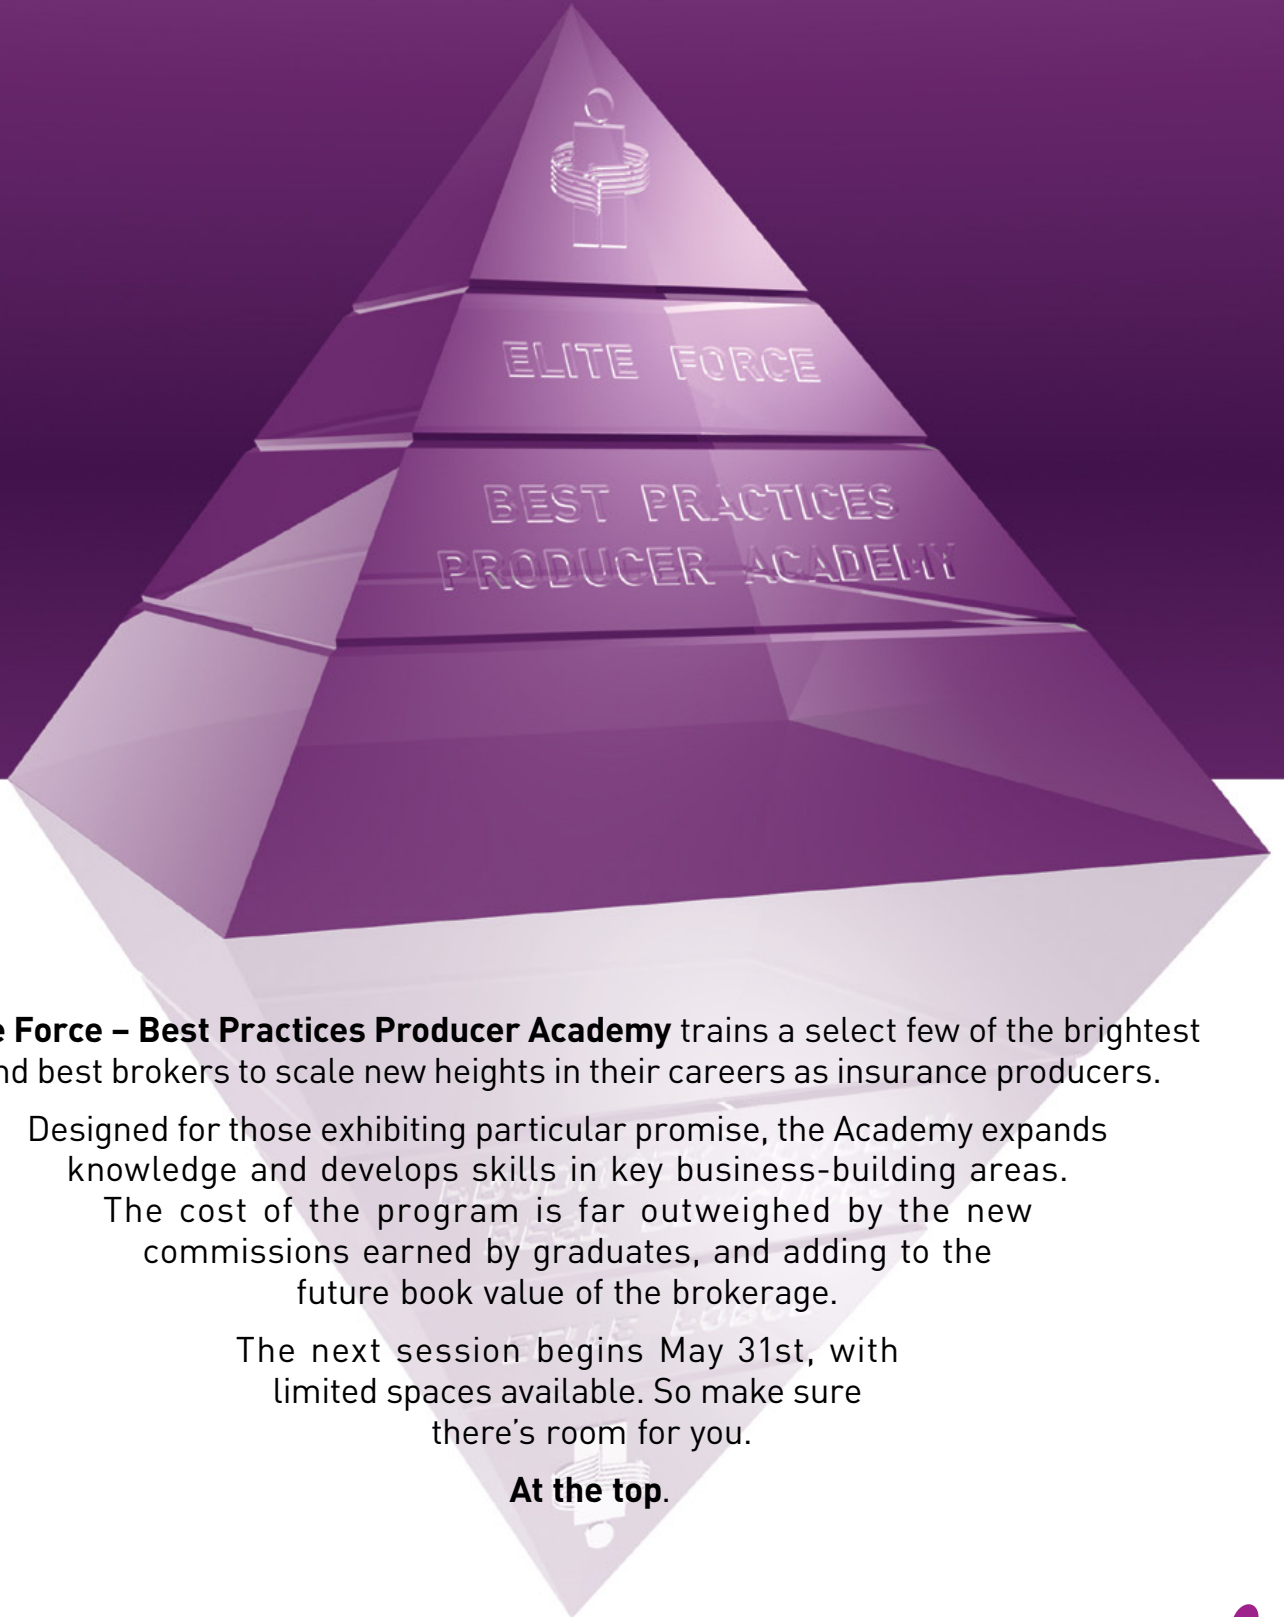 ELITE FORCE
BEST PRACTICES
PRODUCER ACADEMY
e Force – Best Practices Producer Academy trains a select few of the brightest
nd best brokers to scale new heights in their careers as insurance producers.
Designed for those exhibiting particular promise, the Academy expands
knowledge and develops skills in key business-building areas.
The cost of the program is far outweighed by the new
commissions earned by graduates, and adding to the
future book value of the brokerage.
The next session begins May 31st, with
limited spaces available. So make sure
there's room for you.
At the top.